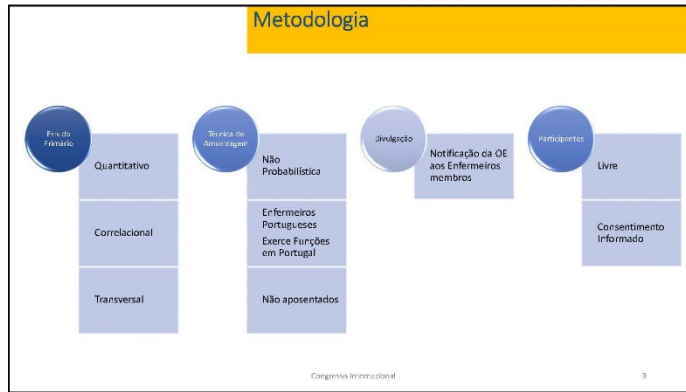 Metodologia
Estudo
Primário
Quantitativo
Correlacional
Transversal
Técnica de
Amostragem
Não
Probabilística
Enfermeiros
Portugueses
Exerce Funções
em Portugal
Não aposentados
Divulgação
Notificação da OE
aos Enfermeiros
membros
Participantes
Livre
Consentimento
Informado
Congresso Internacional
3